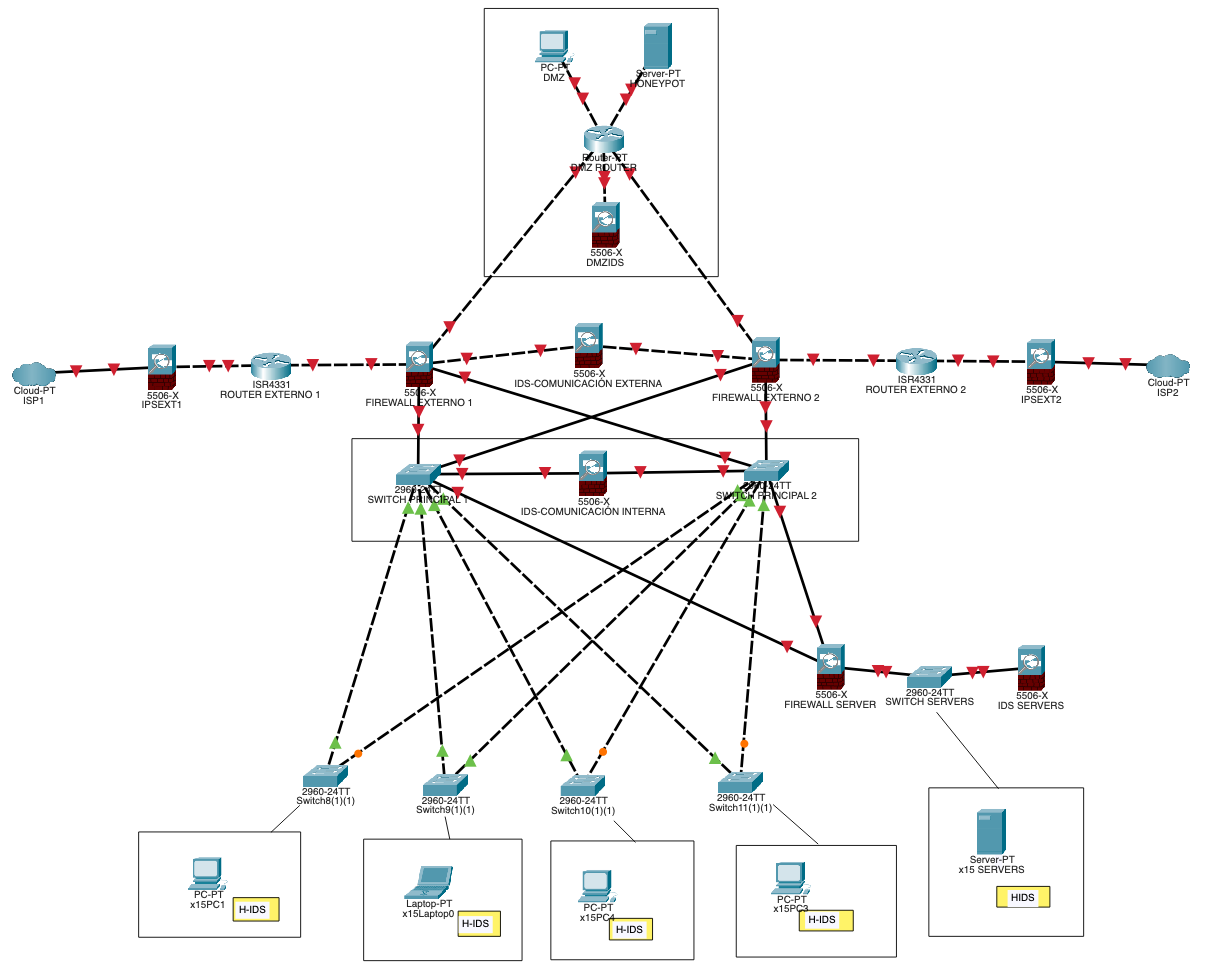 PC-PT
DMZ
Server-PT
HONEYPOT
Router-PT
DMZ ROUTER
5506-X
DMZIDS
Cloud-PT
ISP1
5506-X
IPSEXT1
ISR4331
ROUTER EXTERNO 1
5506-X
FIREWALL EXTERNO 1
5506-X
IDS-COMUNICACIÓN EXTERNA
5506-X
FIREWALL EXTERNO 2
ISR4331
ROUTER EXTERNO 2
5506-X
IPSEXT2
Cloud-PT
ISP2
2960-24TT
SWITCH PRINCIPAL 1
5506-X
IDS-COMUNICACIÓN INTERNA
2960-24TT
SWITCH PRINCIPAL 2
5506-X
FIREWALL SERVER
2960-24TT
SWITCH SERVERS
5506-X
IDS SERVERS
2960-24TT
Switch8(1)(1)
2960-24TT
Switch9(1)(1)
2960-24TT
Switch10(1)(1)
2960-24TT
Switch11(1)(1)
PC-PT
x15PC1
H-IDS
Laptop-PT
x15Laptop0
H-IDS
PC-PT
x15PC4
H-IDS
PC-PT
x15PC3
H-IDS
Server-PT
x15 SERVERS
HIDS